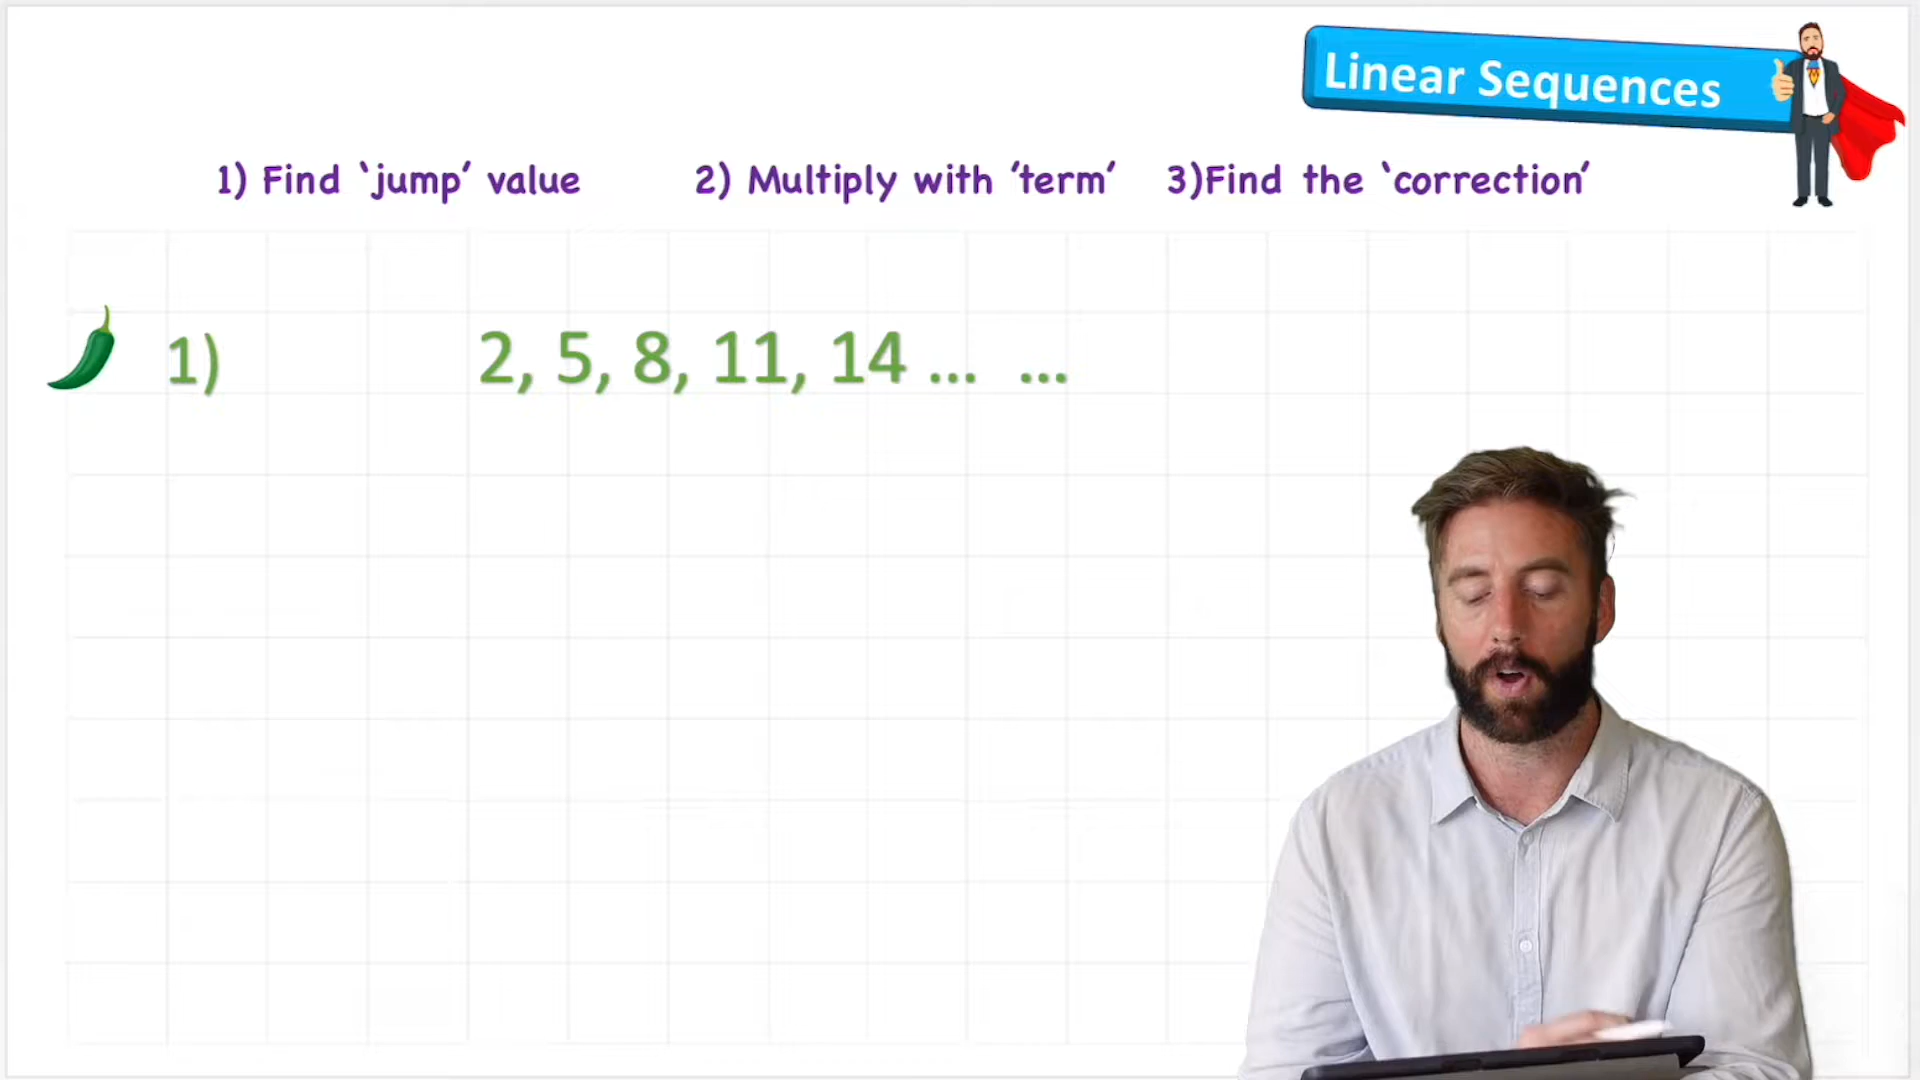 Linear Sequences
1) Find ‘jump’ value 2) Multiply with ’term’ 3)Find the ‘correction’
1) 2, 5, 8, 11, 14 ... ...